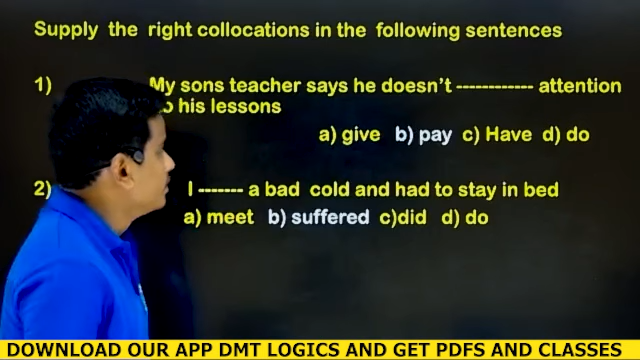 Supply the right collocations in the following sentences
1) My sons teacher says he doesn't ------------ attention
his lessons
a) give b) pay c) Have d) do
2) I ------- a bad cold and had to stay in bed
a) meet b) suffered c)did d) do
DOWNLOAD OUR APP DMT LOGICS AND GET PDFS AND CLASSES